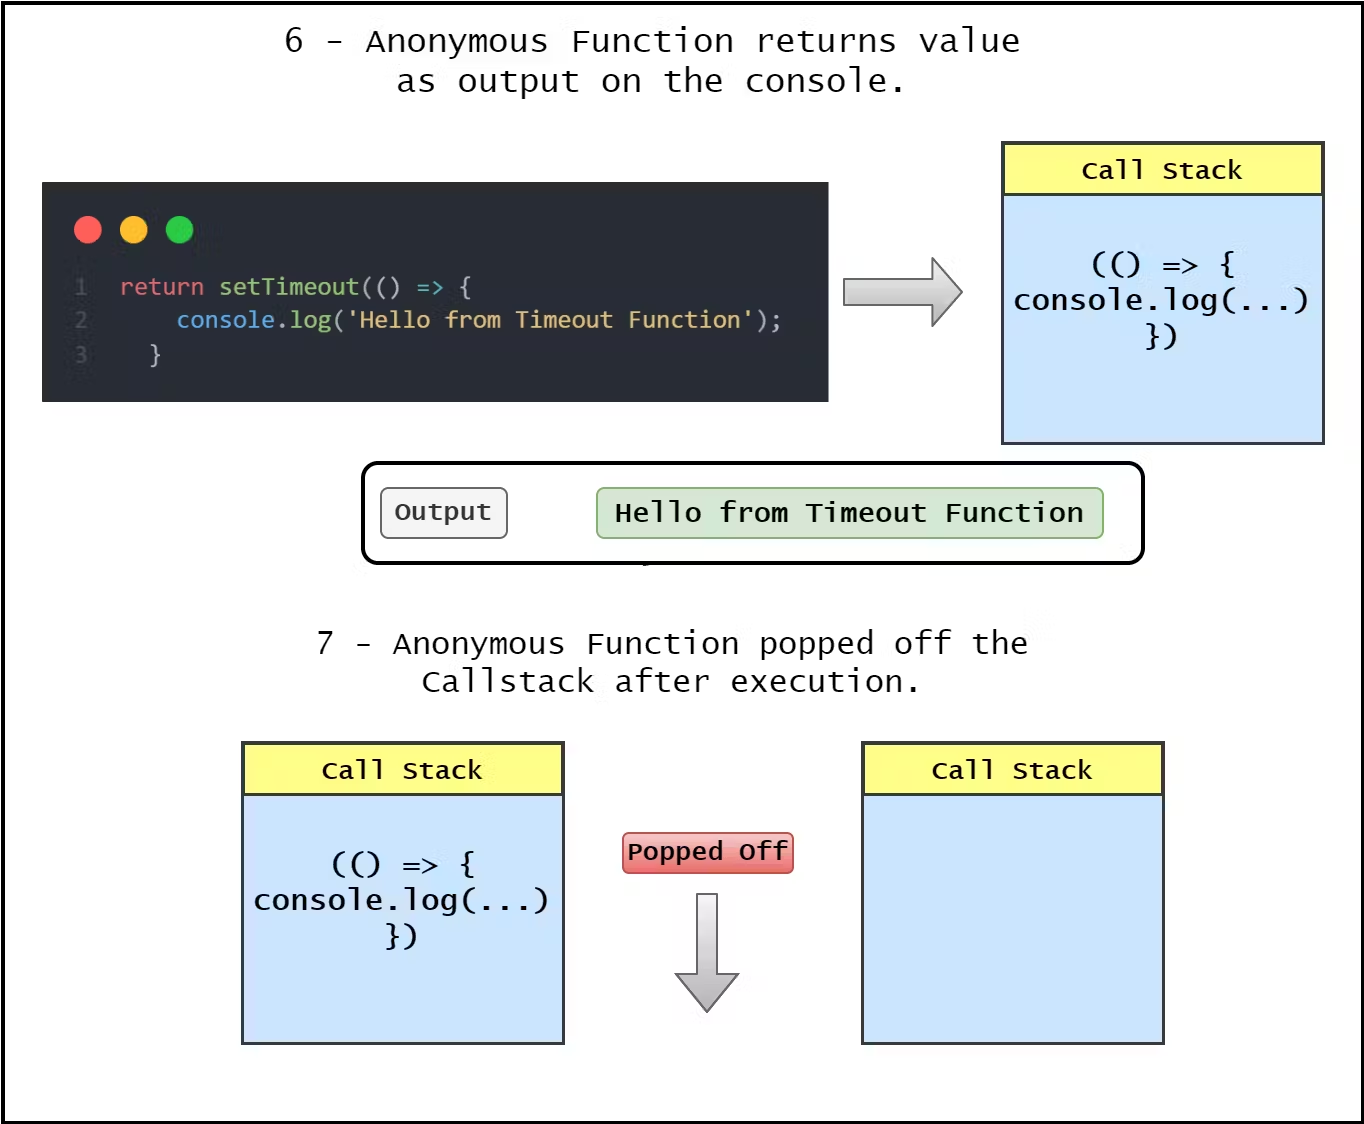 6 - Anonymous Function returns value
as output on the console.
Call Stack
1 return setTimeout(() => {
2 console.log('Hello from Timeout Function');
3 }
(() => {
console.log(...)
})
Output
Hello from Timeout Function
7 - Anonymous Function popped off the
Callstack after execution.
Call Stack
(() => {
console.log(...)
})
Popped Off
Call Stack